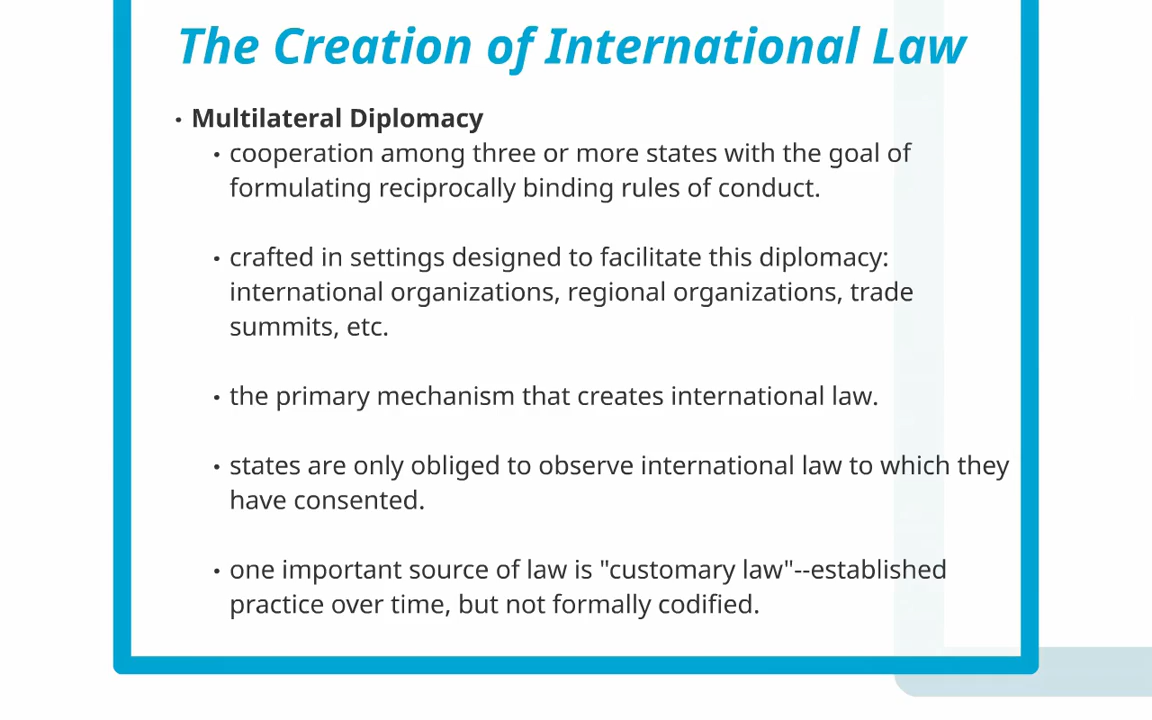 The Creation of International Law
• Multilateral Diplomacy
• cooperation among three or more states with the goal of
formulating reciprocally binding rules of conduct.
• crafted in settings designed to facilitate this diplomacy:
international organizations, regional organizations, trade
summits, etc.
• the primary mechanism that creates international law.
• states are only obliged to observe international law to which they
have consented.
• one important source of law is "customary law"--established
practice over time, but not formally codified.